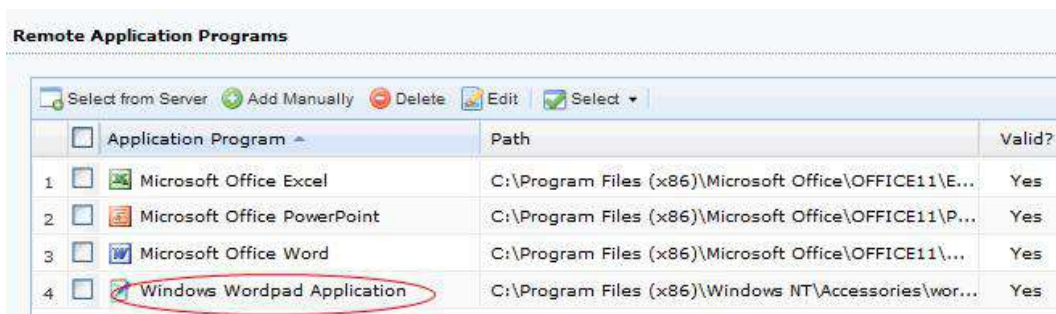 Remote Application Programs
Select from Server Add Manually Delete Edit Select
Application Program Path Valid?
1 Microsoft Office Excel C:\Program Files (x86)\Microsoft Office\OFFICE11\E... Yes
2 Microsoft Office PowerPoint C:\Program Files (x86)\Microsoft Office\OFFICE11\P... Yes
3 Microsoft Office Word C:\Program Files (x86)\Microsoft Office\OFFICE11\... Yes
4 Windows Wordpad Application C:\Program Files (x86)\Windows NT\Accessories\wor... Yes